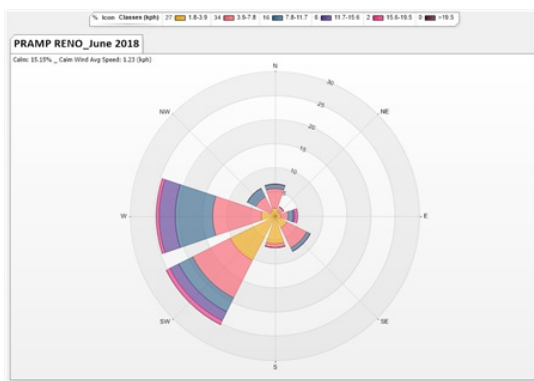 % Icon Classes (kph) 27 1.8-3.9 34 3.9-7.8 16 7.8-11.7 6 11.7-15.6 2 15.6-19.5 0 >19.5
PRAMP RENO_June 2018
Calm: 15.15% _ Calm Wind Avg Speed: 1.23 (kph)
N
30
NW
NE
25
20
15
10
5
W
E
SW
SE
S